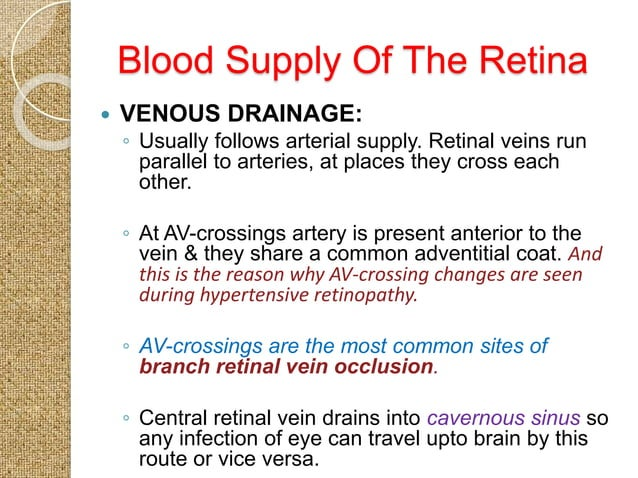 Blood Supply Of The Retina
• VENOUS DRAINAGE:
◦ Usually follows arterial supply. Retinal veins run
parallel to arteries, at places they cross each
other.
◦ At AV-crossings artery is present anterior to the
vein & they share a common adventitial coat. And
this is the reason why AV-crossing changes are seen
during hypertensive retinopathy.
◦ AV-crossings are the most common sites of
branch retinal vein occlusion.
◦ Central retinal vein drains into cavernous sinus so
any infection of eye can travel upto brain by this
route or vice versa.